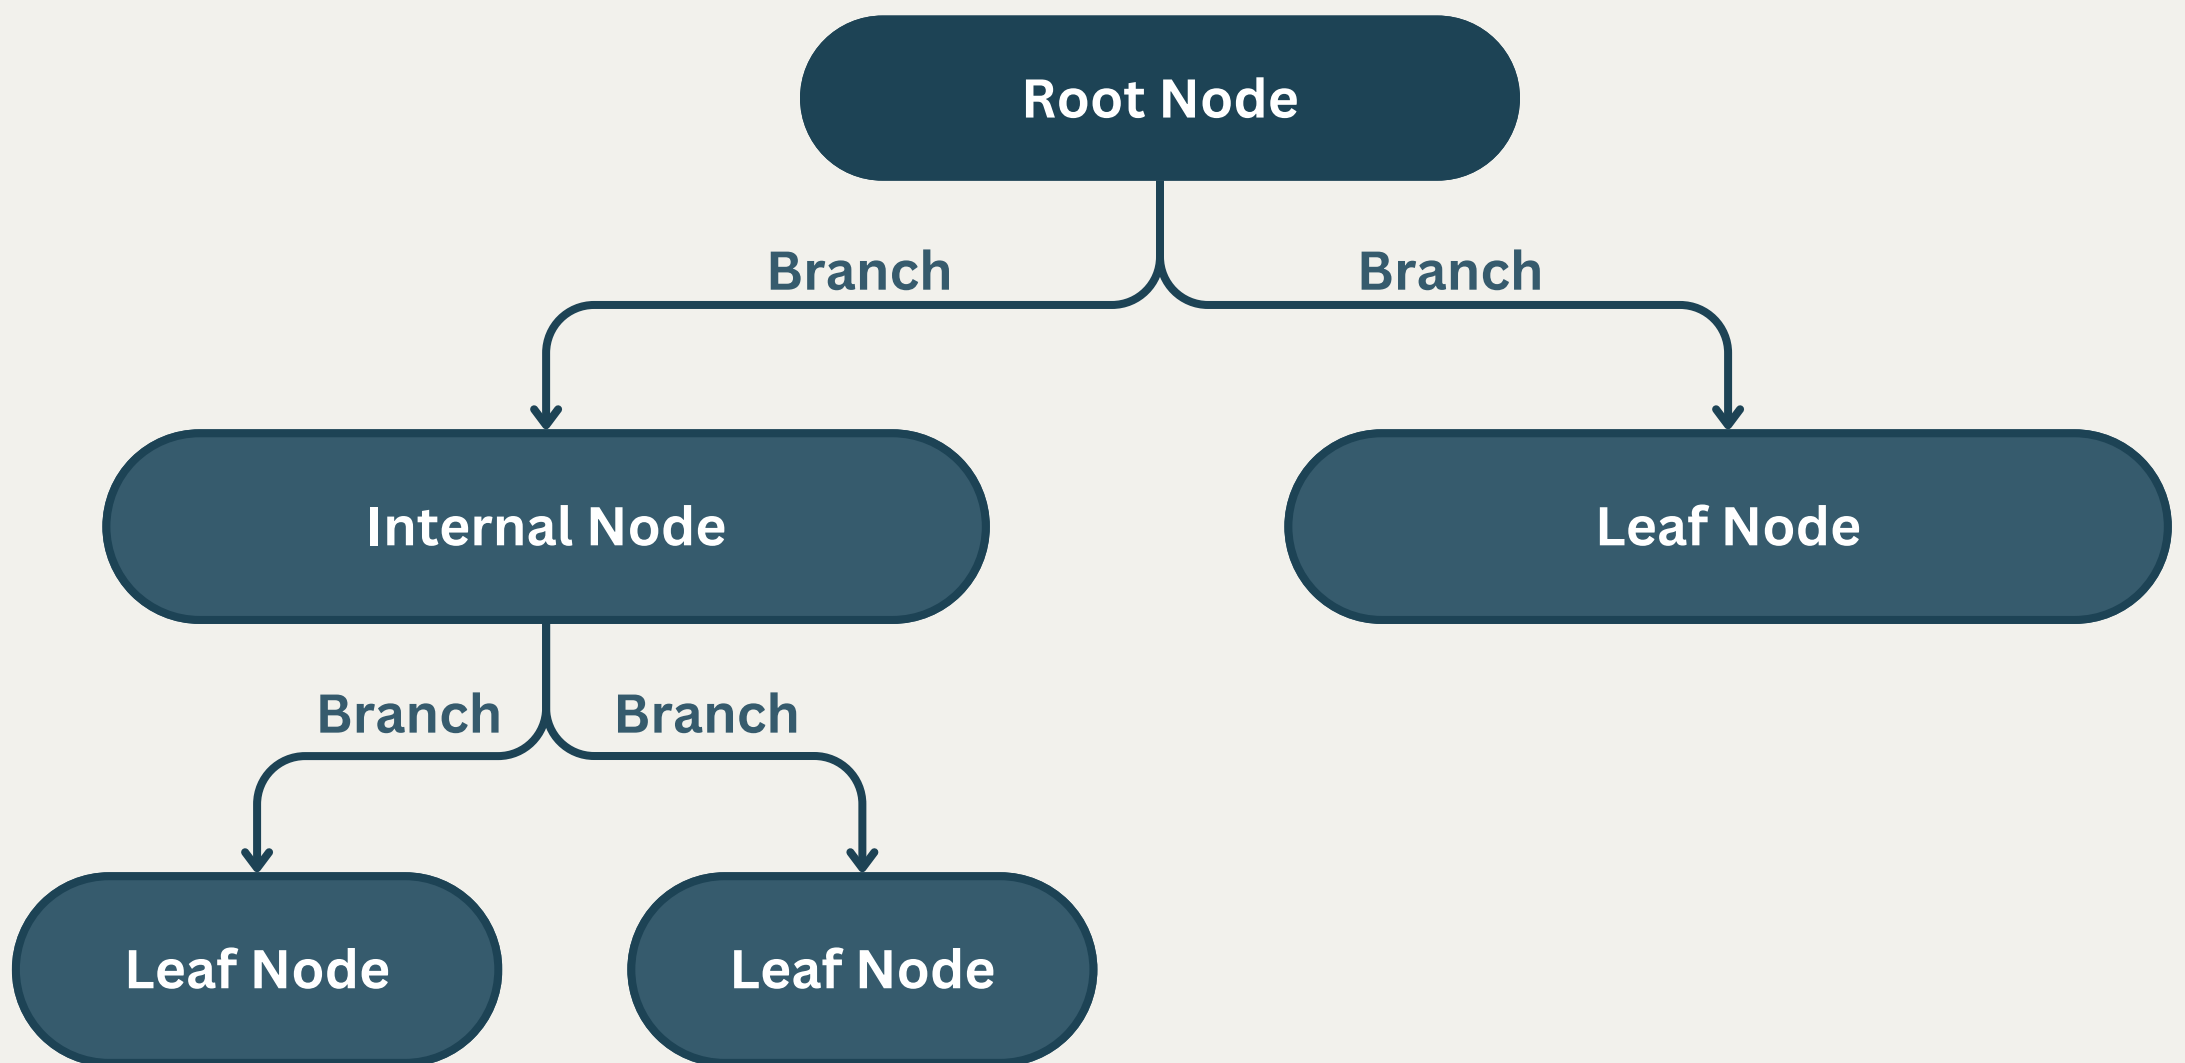 Root Node
Branch
Branch
Internal Node
Leaf Node
Branch
Branch
Leaf Node
Leaf Node